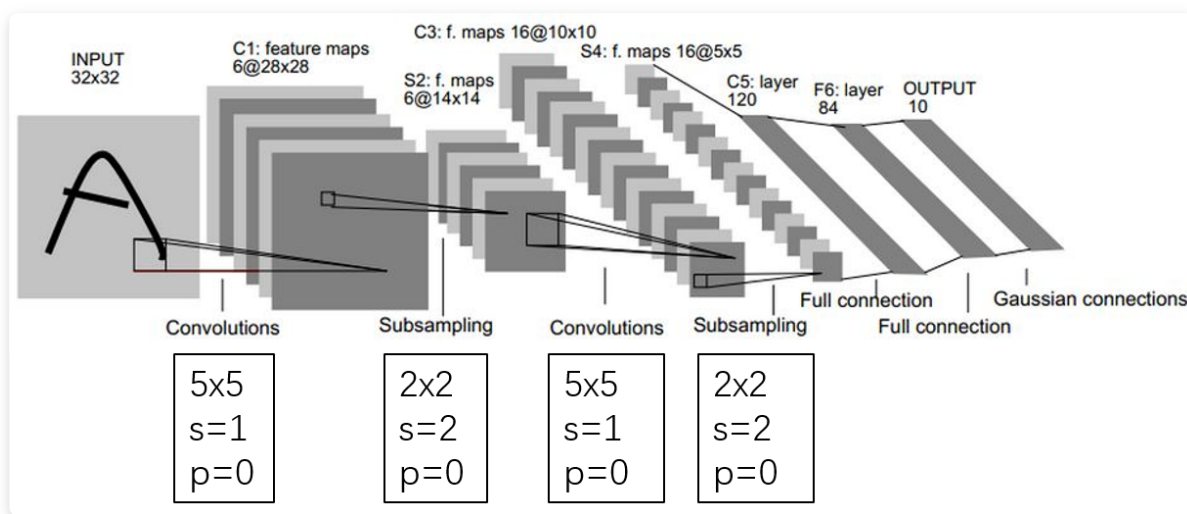 INPUT
32x32
C1: feature maps
6@28x28
S2: f. maps
6@14x14
C3: f. maps 16@10x10
S4: f. maps 16@5x5
C5: layer
120
F6: layer
84
OUTPUT
10
Convolutions
Subsampling
Convolutions
Subsampling
Full connection
Full connection
Gaussian connections
5x5
s=1
p=0
2x2
s=2
p=0
5x5
s=1
p=0
2x2
s=2
p=0